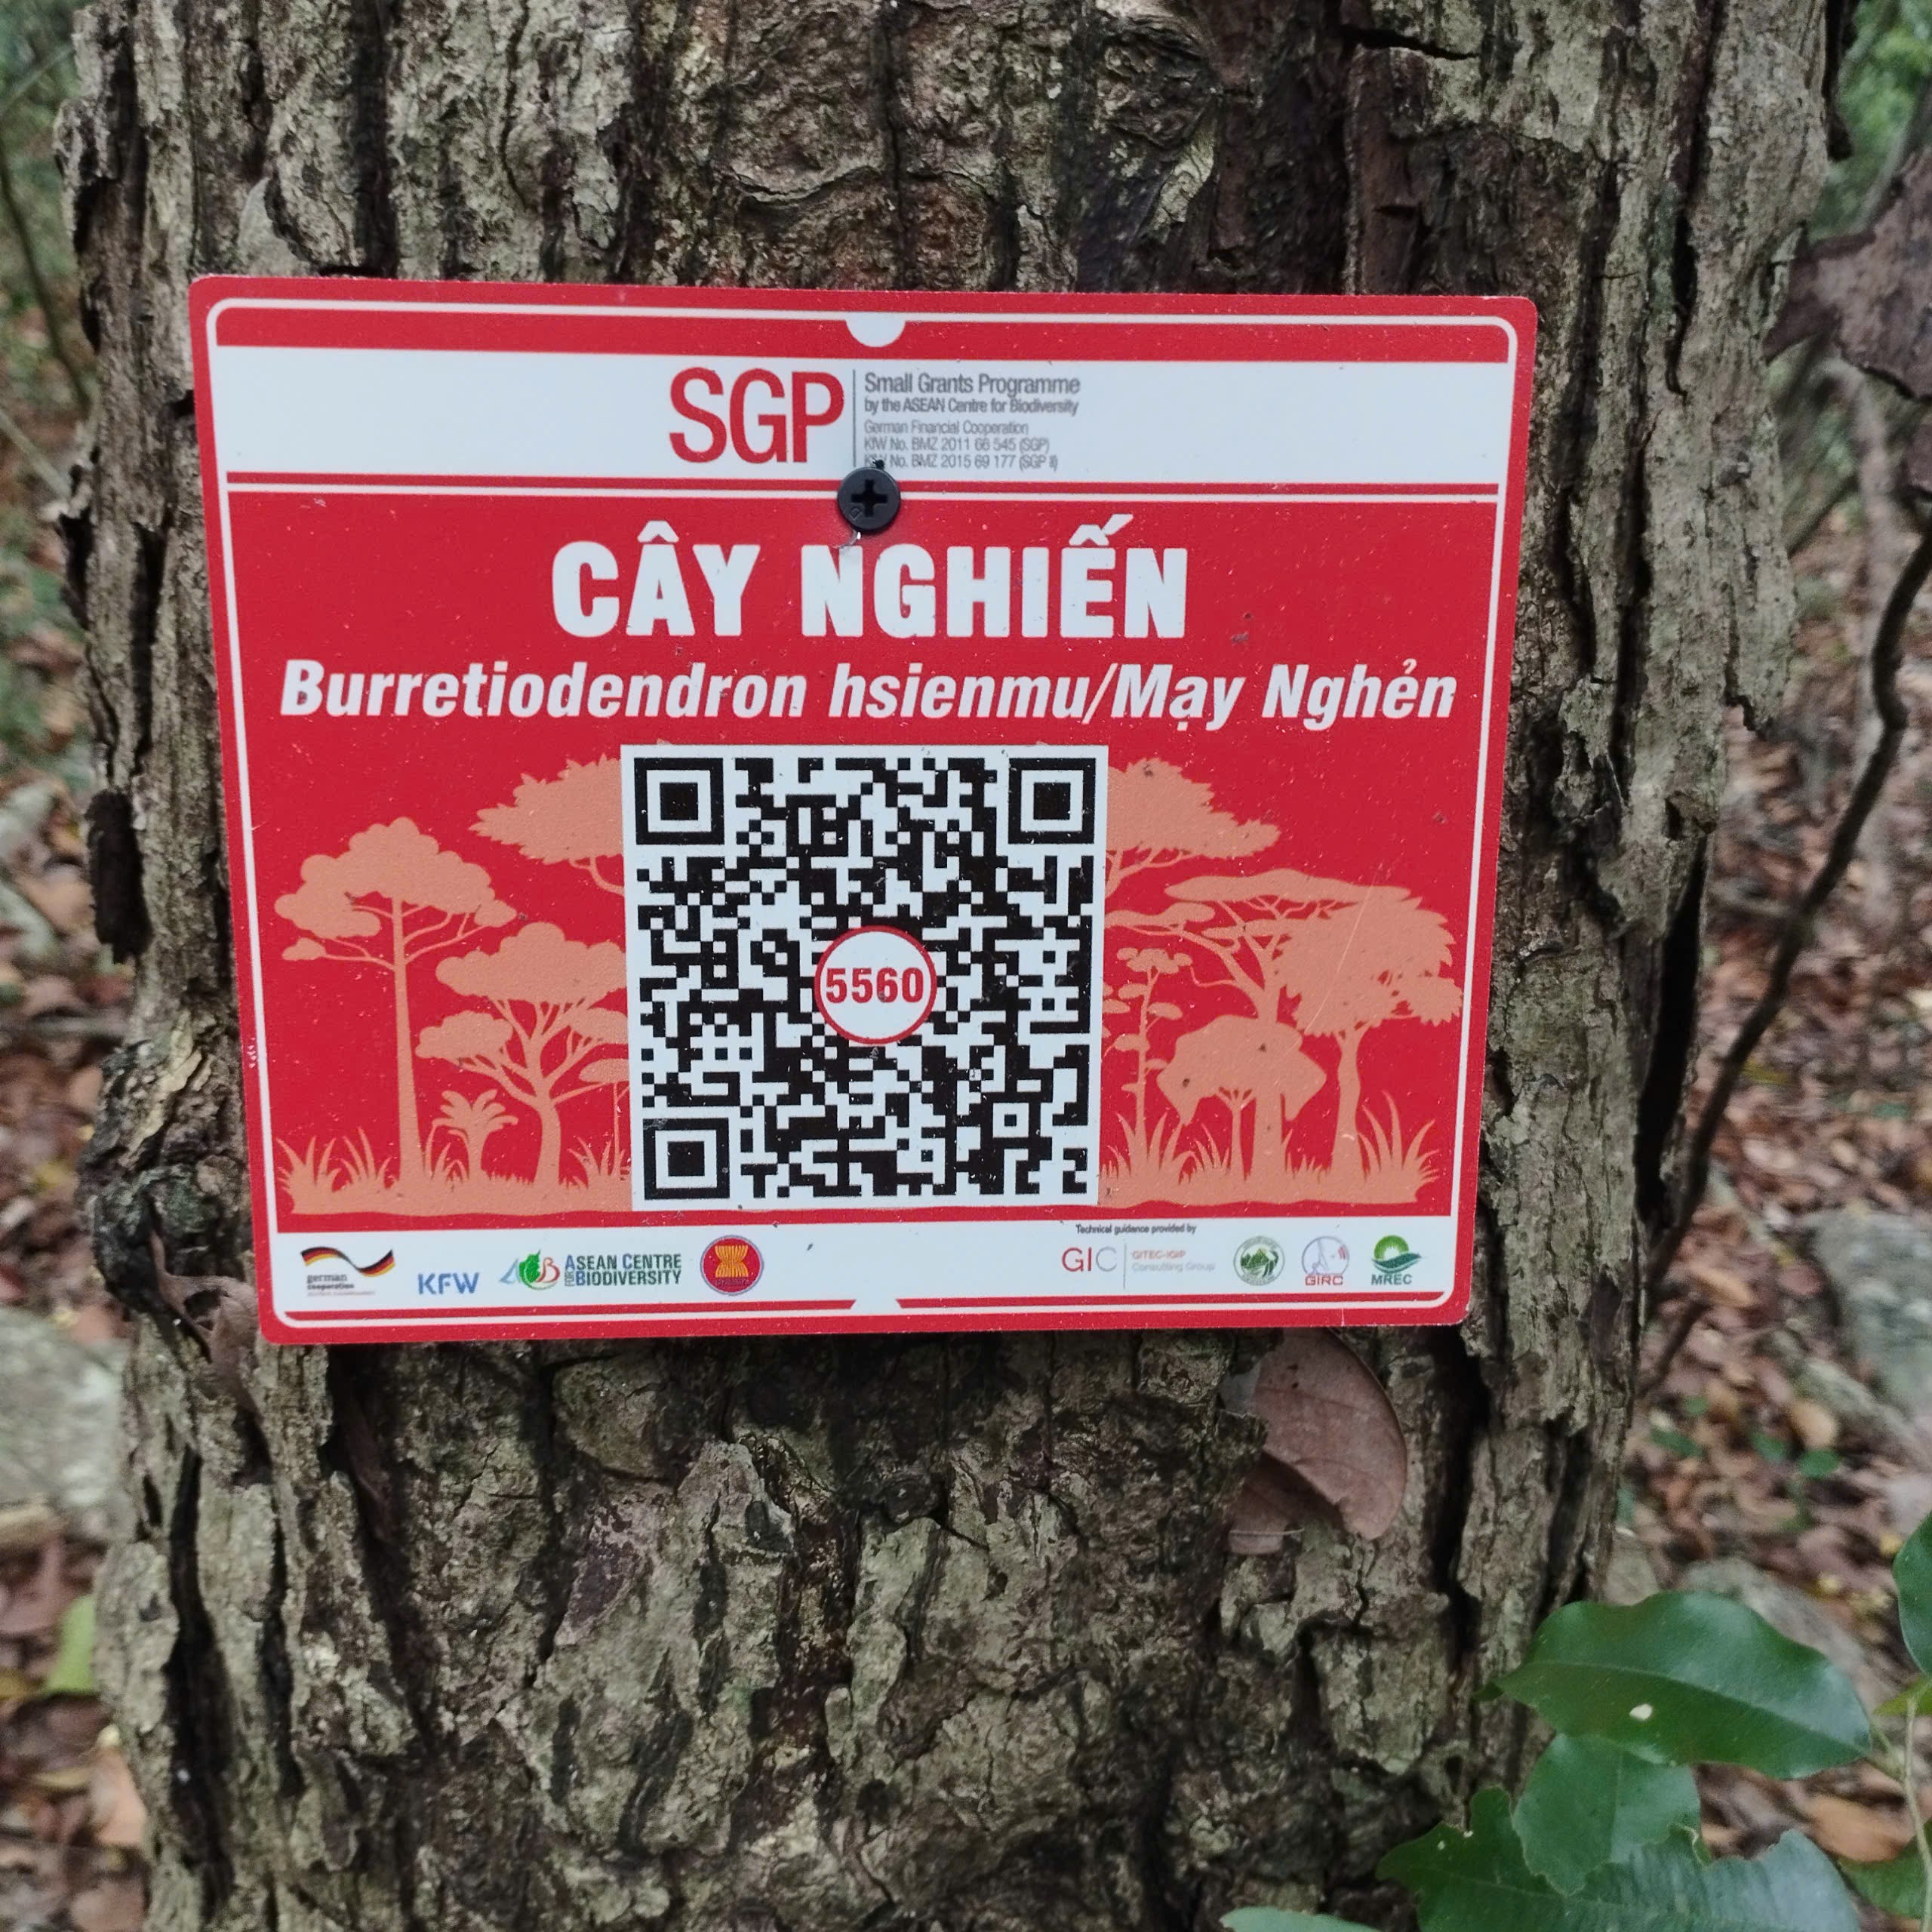 SGP
Small Grants Programme
by the ASEAN Centre for Biodiversity
German Financial Cooperation
KfW No. BMZ 2011 66 545 (SGP)
No. BMZ 2015 69 177 (SGP II)
CÂY NGHIẾN
Burretiodendron hsienmu/Mạy Nghẻn
5560
german
cooperation
KFW
ASEAN CENTRE
FOR BIODIVERSITY
Technical guidance provided by
GIC
GITEC-IGIP
Consulting Group
GIRC
MREC